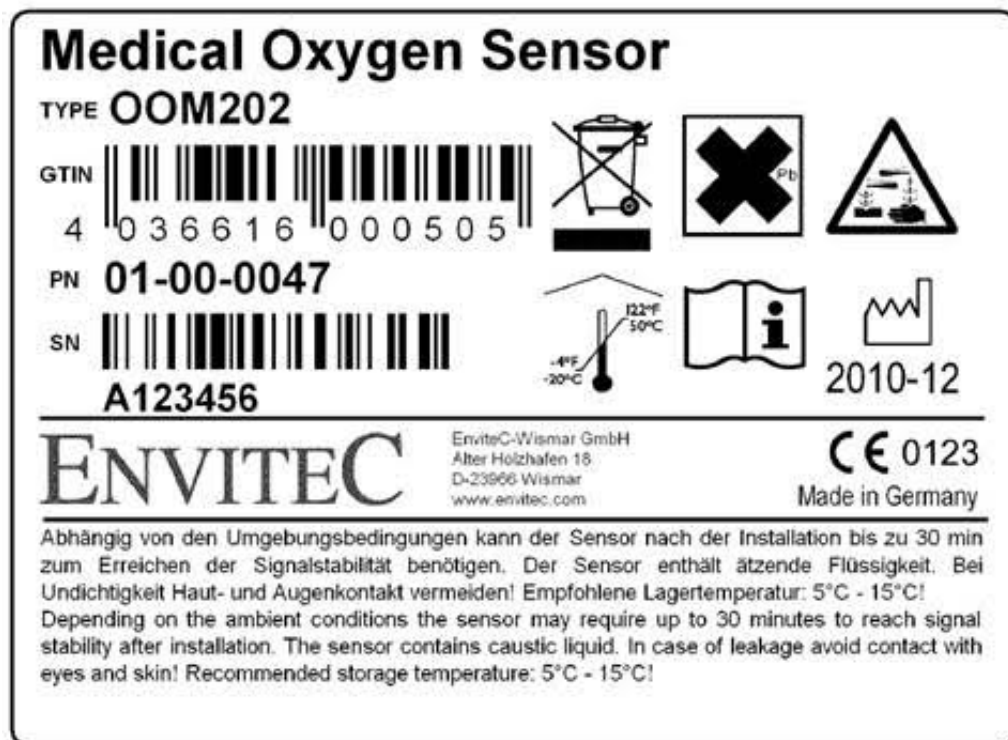 Medical Oxygen Sensor
TYPE OOM202
GTIN
4 036616 000505
Pb
PN 01-00-0047
122°F
50°C
-4°F
-20°C
SN
A123456
2010-12
ENVITEC
EnviteC-Wismar GmbH
Alter Holzhafen 18
D-23966 Wismar
www.envitec.com
CE 0123
Made in Germany
Abhängig von den Umgebungsbedingungen kann der Sensor nach der Installation bis zu 30 min
zum Erreichen der Signalstabilität benötigen. Der Sensor enthält ätzende Flüssigkeit. Bei
Undichtigkeit Haut- und Augenkontakt vermeiden! Empfohlene Lagertemperatur: 5°C - 15°C!
Depending on the ambient conditions the sensor may require up to 30 minutes to reach signal
stability after installation. The sensor contains caustic liquid. In case of leakage avoid contact with
eyes and skin! Recommended storage temperature: 5°C - 15°C!